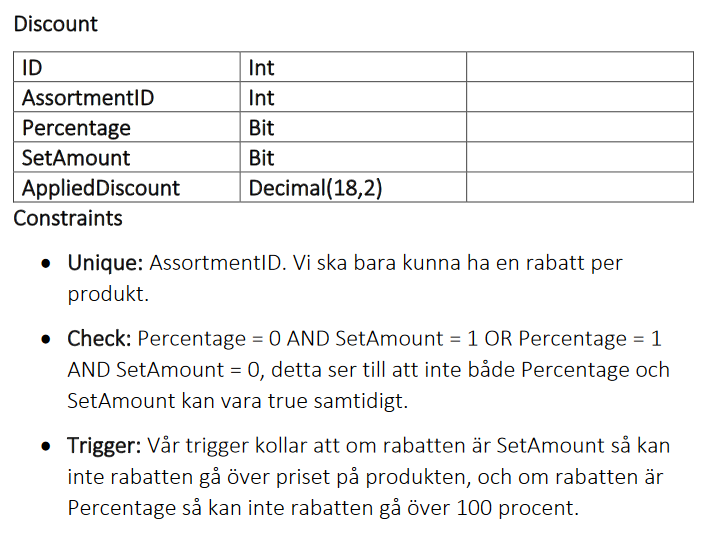 Discount
ID Int
AssortmentID Int
Percentage Bit
SetAmount Bit
AppliedDiscount Decimal(18,2)
Constraints
• Unique: AssortmentID. Vi ska bara kunna ha en rabatt per
produkt.
• Check: Percentage = 0 AND SetAmount = 1 OR Percentage = 1
AND SetAmount = 0, detta ser till att inte både Percentage och
SetAmount kan vara true samtidigt.
• Trigger: Vår trigger kollar att om rabatten är SetAmount så kan
inte rabatten gå över priset på produkten, och om rabatten är
Percentage så kan inte rabatten gå över 100 procent.